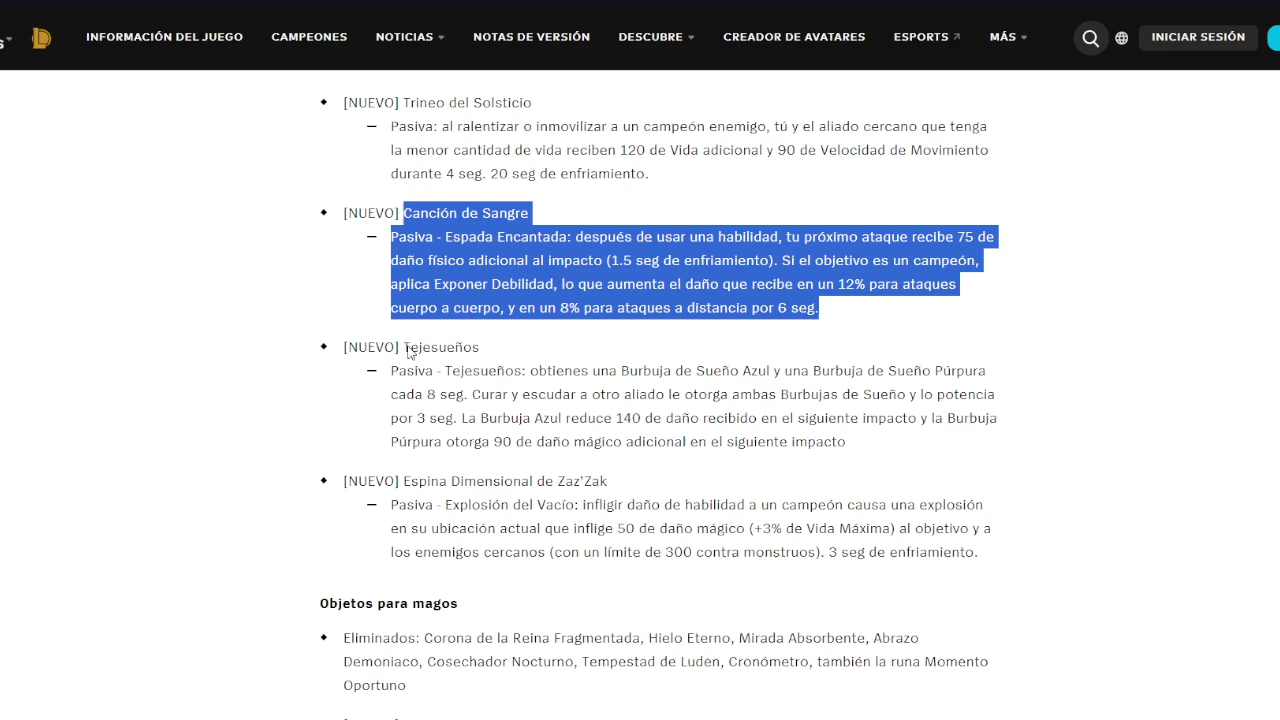 s
INFORMACIÓN DEL JUEGO CAMPEONES NOTICIAS NOTAS DE VERSIÓN DESCUBRE CREADOR DE AVATARES ESPORTS MÁS INICIAR SESIÓN
[NUEVO] Trineo del Solsticio
Pasiva: al ralentizar o inmovilizar a un campeón enemigo, tú y el aliado cercano que tenga
la menor cantidad de vida reciben 120 de Vida adicional y 90 de Velocidad de Movimiento
durante 4 seg. 20 seg de enfriamiento.
[NUEVO] Canción de Sangre
Pasiva - Espada Encantada: después de usar una habilidad, tu próximo ataque recibe 75 de
daño físico adicional al impacto (1.5 seg de enfriamiento). Si el objetivo es un campeón,
aplica Exponer Debilidad, lo que aumenta el daño que recibe en un 12% para ataques
cuerpo a cuerpo, y en un 8% para ataques a distancia por 6 seg.
[NUEVO] Tejesueños
Pasiva - Tejesueños: obtienes una Burbuja de Sueño Azul y una Burbuja de Sueño Púrpura
cada 8 seg. Curar y escudar a otro aliado le otorga ambas Burbujas de Sueño y lo potencia
por 3 seg. La Burbuja Azul reduce 140 de daño recibido en el siguiente impacto y la Burbuja
Púrpura otorga 90 de daño mágico adicional en el siguiente impacto
[NUEVO] Espina Dimensional de Zaz'Zak
Pasiva - Explosión del Vacío: infligir daño de habilidad a un campeón causa una explosión
en su ubicación actual que inflige 50 de daño mágico (+3% de Vida Máxima) al objetivo y a
los enemigos cercanos (con un límite de 300 contra monstruos). 3 seg de enfriamiento.
Objetos para magos
Eliminados: Corona de la Reina Fragmentada, Hielo Eterno, Mirada Absorbente, Abrazo
Demoniaco, Cosechador Nocturno, Tempestad de Luden, Cronómetro, también la runa Momento
Oportuno